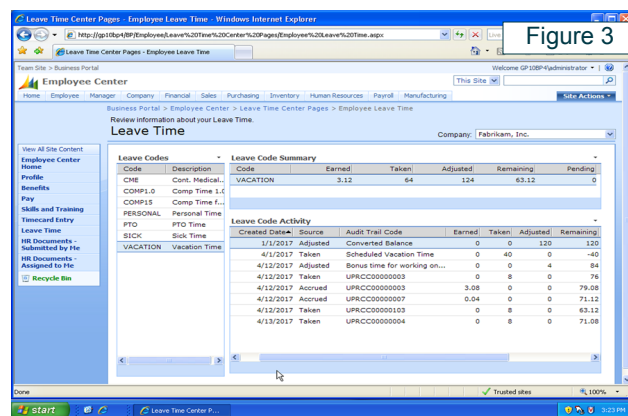 Leave Time Center Pages - Employee Leave Time - Windows Internet Explorer
Figure 3
http://gp10bp4/BP/Employee/Leave%20Time%20Center%20Pages/Employee%20Leave%20Time.aspx
Live
Leave Time Center Pages - Employee Leave Time
Team Site > Business Portal
Welcome GP10BP4\administrator
Employee Center
This Site
Home Employee Manager Company Financial Sales Purchasing Inventory Human Resources Payroll Manufacturing
Site Actions
Business Portal > Employee Center > Leave Time Center Pages > Employee Leave Time
Review information about your Leave Time.
Leave Time
Company: Fabrikam, Inc.
View All Site Content
Employee Center
Home
Profile
Benefits
Pay
Skills and Training
Timecard Entry
Leave Time
HR Documents -
Submitted by Me
HR Documents -
Assigned to Me
Recycle Bin
Leave Codes
Code Description
CME Cont. Medical..
COMP1.0 Comp Time 1.0
COMP1.5 Comp Time f...
PERSONAL Personal Time
PTO PTO Time
SICK Sick Time
VACATION Vacation Time
Leave Code Summary
Code Earned Taken Adjusted Remaining Pending
VACATION 3.12 64 124 63.12 0
Leave Code Activity
Created Date Source Audit Trail Code Earned Taken Adjusted Remaining
1/1/2017 Adjusted Converted Balance 0 0 120 120
4/1/2017 Taken Scheduled Vacation Time 0 40 0 -40
4/12/2017 Adjusted Bonus time for working on... 0 0 4 84
4/12/2017 Taken UPRCC00000003 0 8 0 76
4/12/2017 Accrued UPRCC00000003 3.08 0 0 79.08
4/12/2017 Accrued UPRCC00000007 0.04 0 0 71.12
4/12/2017 Taken UPRCC00000103 0 8 0 63.12
4/13/2017 Taken UPRCC00000004 0 8 0 71.08
Done
Trusted sites
100%
start
Leave Time Center P...
3:23 PM